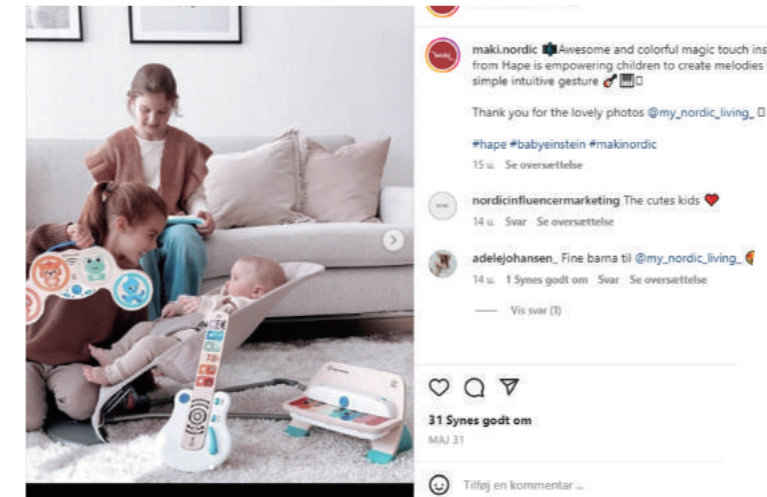 maki.nordic Awesome and colorful magic touch ins
from Hape is empowering children to create melodies
simple intuitive gesture
Thank you for the lovely photos @my_nordic_living_
#hape #babyeinstein #makinordic
15 u. Se oversættelse
nordicinfluencermarketing The cutes kids ❤️
14 u. Svar Se oversættelse
adelejohansen_ Fine barna til @my_nordic_living_
14 u. 1 Synes godt om Svar Se oversættelse
Vis svar (1)
31 Synes godt om
MAJ 31
Tilføj en kommentar ...